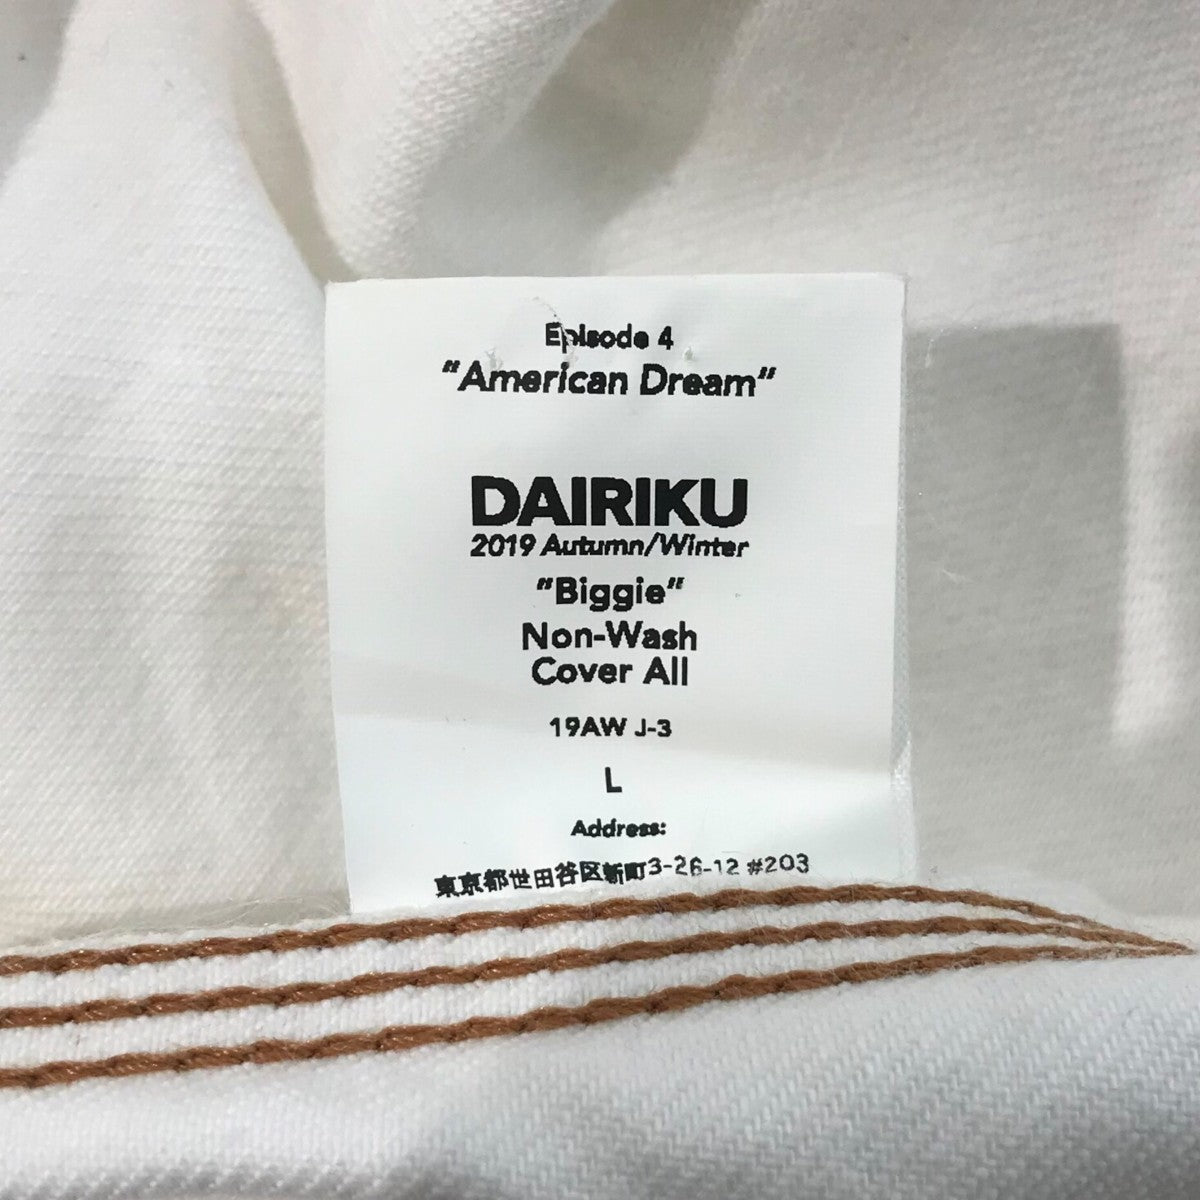 Episode 4
"American Dream"
DAIRIKU
2019 Autumn/Winter
"Biggie"
Non-Wash
Cover All
19AW J-3
L
Address:
東京都世田谷区新町3-26-12 #203